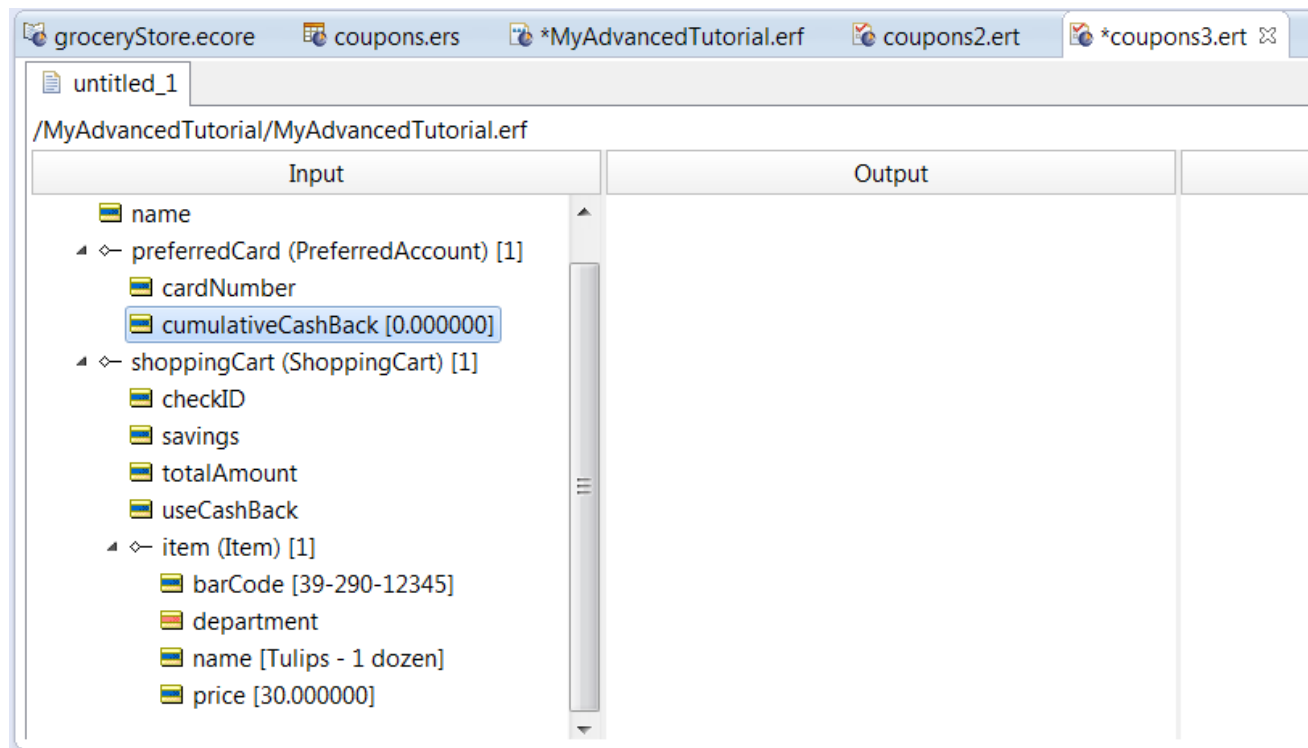 groceryStore.ecore coupons.ers *MyAdvancedTutorial.erf coupons2.ert *coupons3.ert
untitled_1
/MyAdvancedTutorial/MyAdvancedTutorial.erf
Input Output
name
preferredCard (PreferredAccount) [1]
cardNumber
cumulativeCashBack [0.000000]
shoppingCart (ShoppingCart) [1]
checkID
savings
totalAmount
useCashBack
item (Item) [1]
barCode [39-290-12345]
department
name [Tulips - 1 dozen]
price [30.000000]